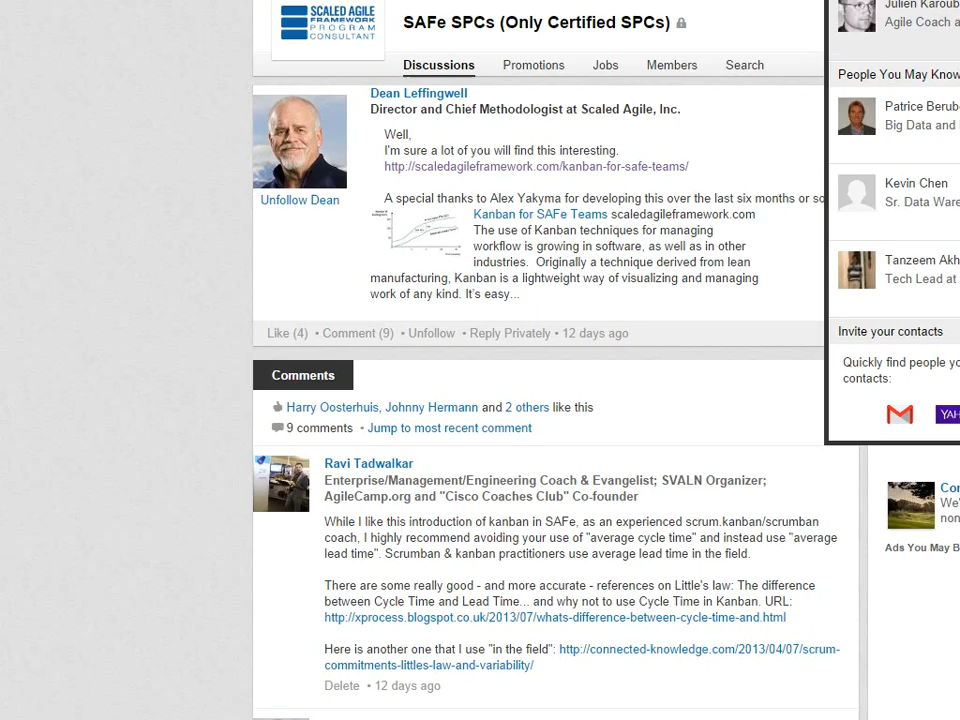 SCALED AGILE
FRAMEWORK
PROGRAM
CONSULTANT
SAFe SPCs (Only Certified SPCs)
Discussions Promotions Jobs Members Search
Dean Leffingwell
Director and Chief Methodologist at Scaled Agile, Inc.
Well,
I'm sure a lot of you will find this interesting.
http://scaledagileframework.com/kanban-for-safe-teams/
Unfollow Dean
A special thanks to Alex Yakyma for developing this over the last six months or so
Kanban for SAFe Teams scaledagileframework.com
The use of Kanban techniques for managing
workflow is growing in software, as well as in other
industries. Originally a technique derived from lean
manufacturing, Kanban is a lightweight way of visualizing and managing
work of any kind. It's easy...
Like (4) • Comment (9) • Unfollow • Reply Privately • 12 days ago
Comments
Harry Oosterhuis, Johnny Hermann and 2 others like this
9 comments • Jump to most recent comment
Ravi Tadwalkar
Enterprise/Management/Engineering Coach & Evangelist; SVALN Organizer;
AgileCamp.org and "Cisco Coaches Club" Co-founder
While I like this introduction of kanban in SAFe, as an experienced scrum.kanban/scrumban
coach, I highly recommend avoiding your use of "average cycle time" and instead use "average
lead time". Scrumban & kanban practitioners use average lead time in the field.
There are some really good - and more accurate - references on Little's law: The difference
between Cycle Time and Lead Time... and why not to use Cycle Time in Kanban. URL:
http://xprocess.blogspot.co.uk/2013/07/whats-difference-between-cycle-time-and.html
Here is another one that I use "in the field": http://connected-knowledge.com/2013/04/07/scrum-
commitments-littles-law-and-variability/
Delete • 12 days ago
Julien Karoub
Agile Coach a
People You May Know
Patrice Berube
Big Data and
Kevin Chen
Sr. Data Ware
Tanzeem Akh
Tech Lead at
Invite your contacts
Quickly find people yo
contacts:
YAH
Con
We'
non
Ads You May B